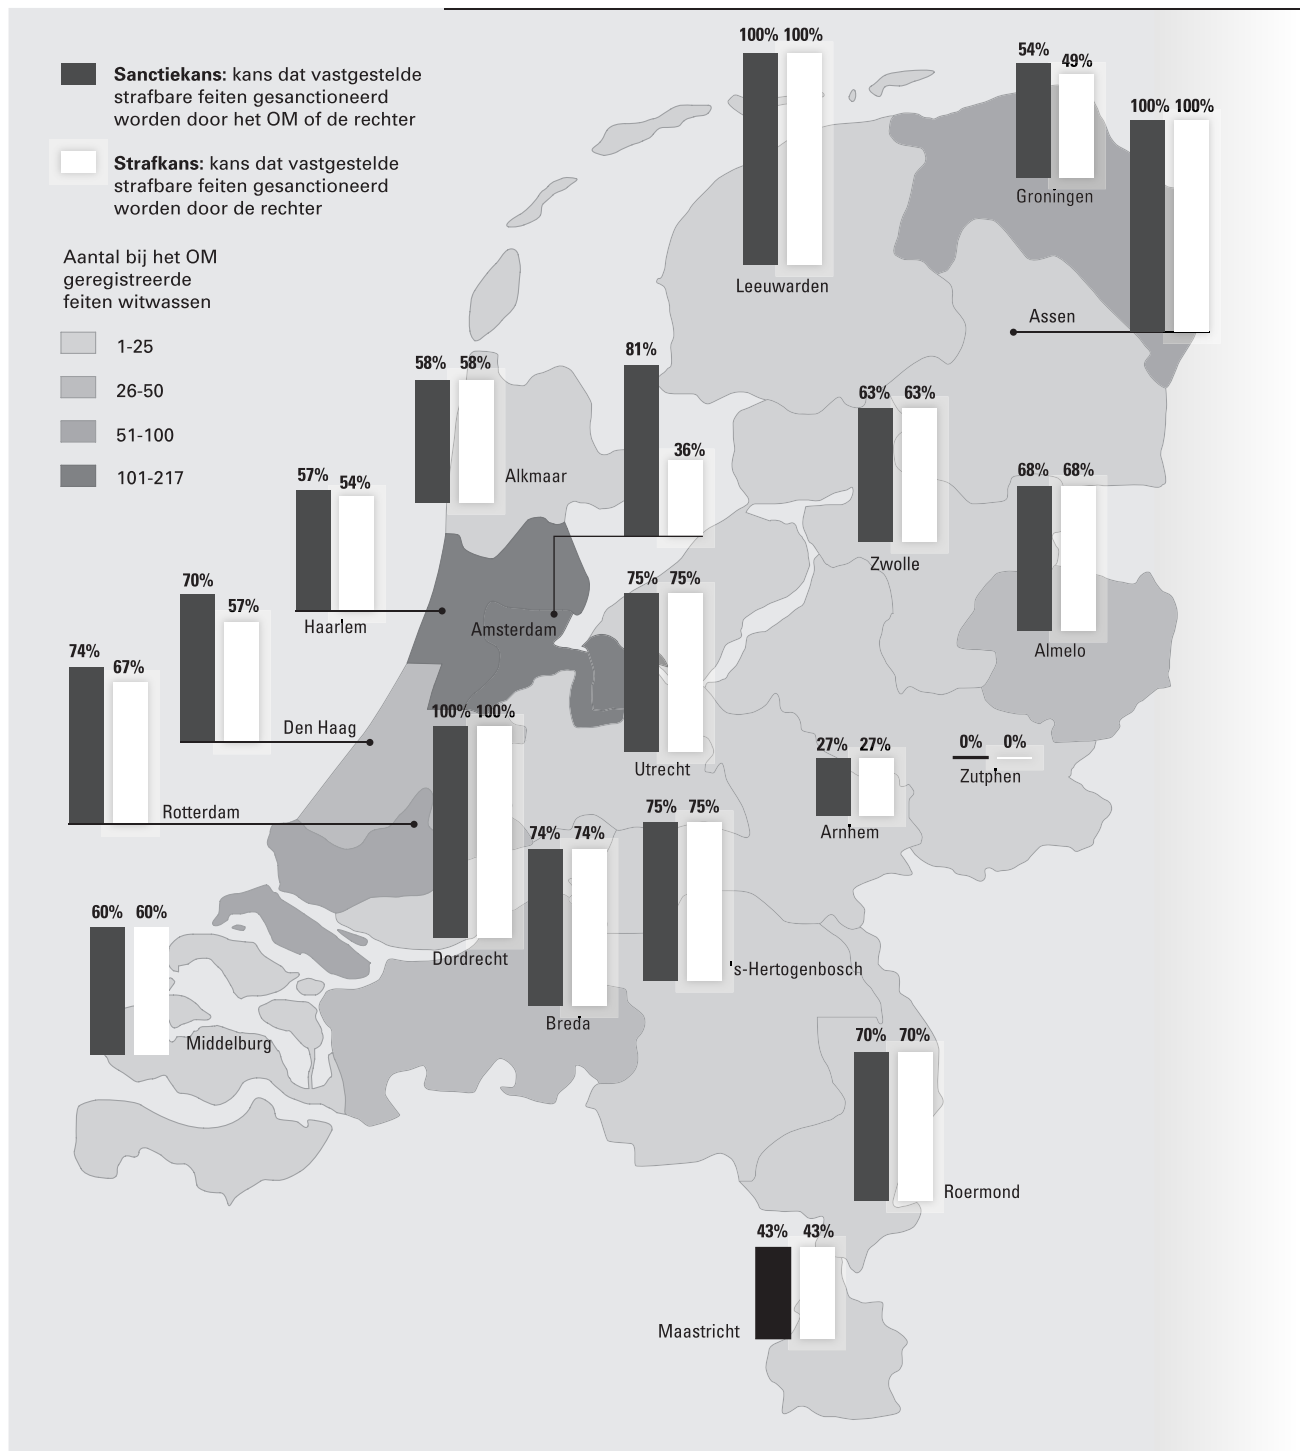 Sanctiekans: kans dat vastgestelde
strafbare feiten gesanctioneerd
worden door het OM of de rechter
Strafkans: kans dat vastgestelde
strafbare feiten gesanctioneerd
worden door de rechter
Aantal bij het OM
geregistreerde
feiten witwassen
1-25
26-50
51-100
101-217
100% 100%
Leeuwarden
54% 49%
Groningen
100% 100%
Assen
58% 58%
Alkmaar
81% 36%
Amsterdam
63% 63%
Zwolle
68% 68%
Almelo
57% 54%
Haarlem
70% 57%
Den Haag
75% 75%
Utrecht
74% 67%
Rotterdam
100% 100%
Dordrecht
27% 27%
Arnhem
0% 0%
Zutphen
74% 74%
Breda
75% 75%
's-Hertogenbosch
60% 60%
Middelburg
70% 70%
Roermond
43% 43%
Maastricht